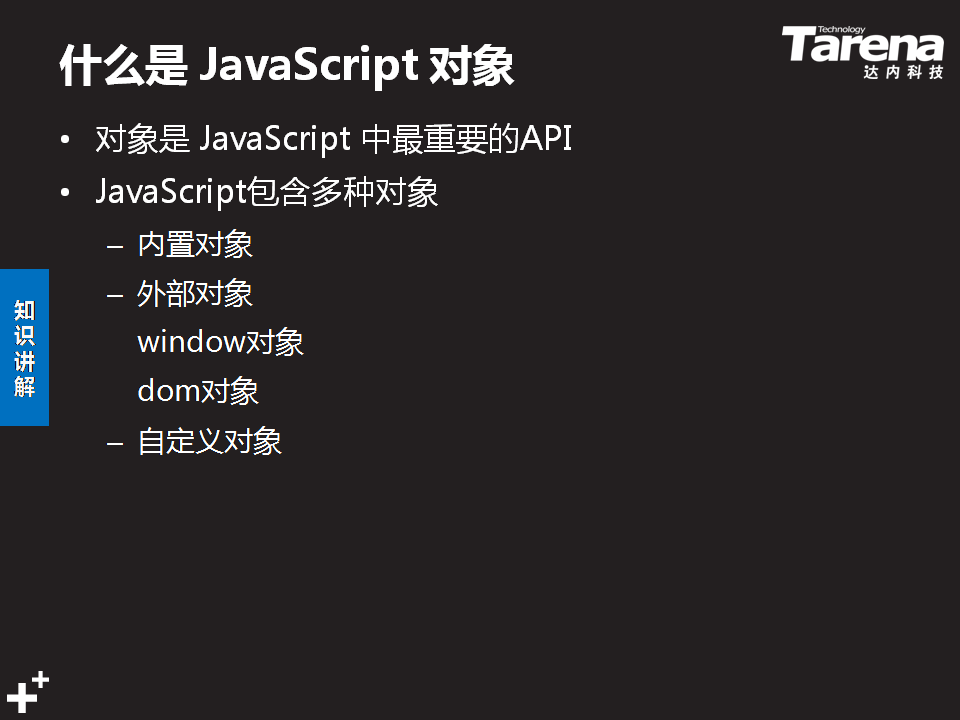 什么是 JavaScript 对象
Technology
Tarena
达内科技
• 对象是 JavaScript 中最重要的API
• JavaScript包含多种对象
– 内置对象
– 外部对象
window对象
dom对象
– 自定义对象
知识讲解